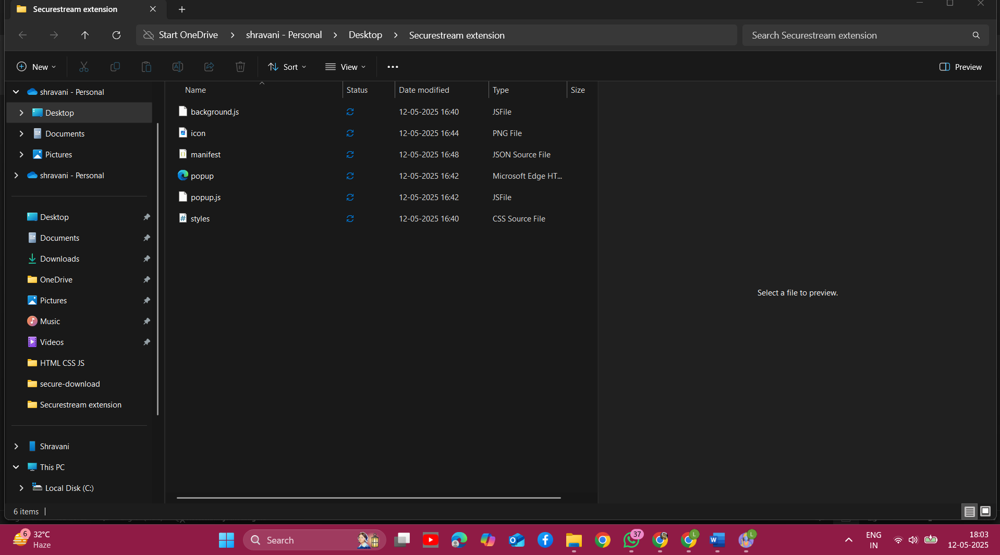 Securestream extension
Start OneDrive > shravani - Personal > Desktop > Securestream extension
Search Securestream extension
New
Sort
View
Preview
shravani - Personal
Desktop
Documents
Pictures
shravani - Personal
Desktop
Documents
Downloads
OneDrive
Pictures
Music
Videos
HTML CSS JS
secure-download
Securestream extension
Shravani
This PC
Local Disk (C:)
Name Status Date modified Type Size
background.js 12-05-2025 16:40 JSFile
icon 12-05-2025 16:44 PNG File
manifest 12-05-2025 16:48 JSON Source File
popup 12-05-2025 16:42 Microsoft Edge HT...
popup.js 12-05-2025 16:42 JSFile
styles 12-05-2025 16:40 CSS Source File
Select a file to preview.
6 items
6
32°C
Haze
Search
37
L
L
ENG
IN
18:03
12-05-2025